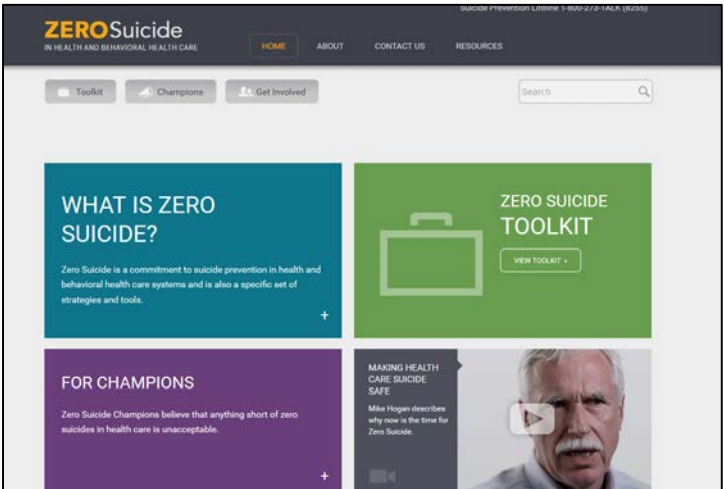 Suicide Prevention Lifeline 1-800-273-TALK (8255)
ZEROSuicide
IN HEALTH AND BEHAVIORAL HEALTH CARE
HOME ABOUT CONTACT US RESOURCES
Toolkit Champions Get Involved
Search
WHAT IS ZERO
SUICIDE?
Zero Suicide is a commitment to suicide prevention in health and
behavioral health care systems and is also a specific set of
strategies and tools.
+
ZERO SUICIDE
TOOLKIT
VIEW TOOLKIT +
FOR CHAMPIONS
Zero Suicide Champions believe that anything short of zero
suicides in health care is unacceptable.
+
MAKING HEALTH
CARE SUICIDE
SAFE
Mike Hogan describes
why now is the time for
Zero Suicide.